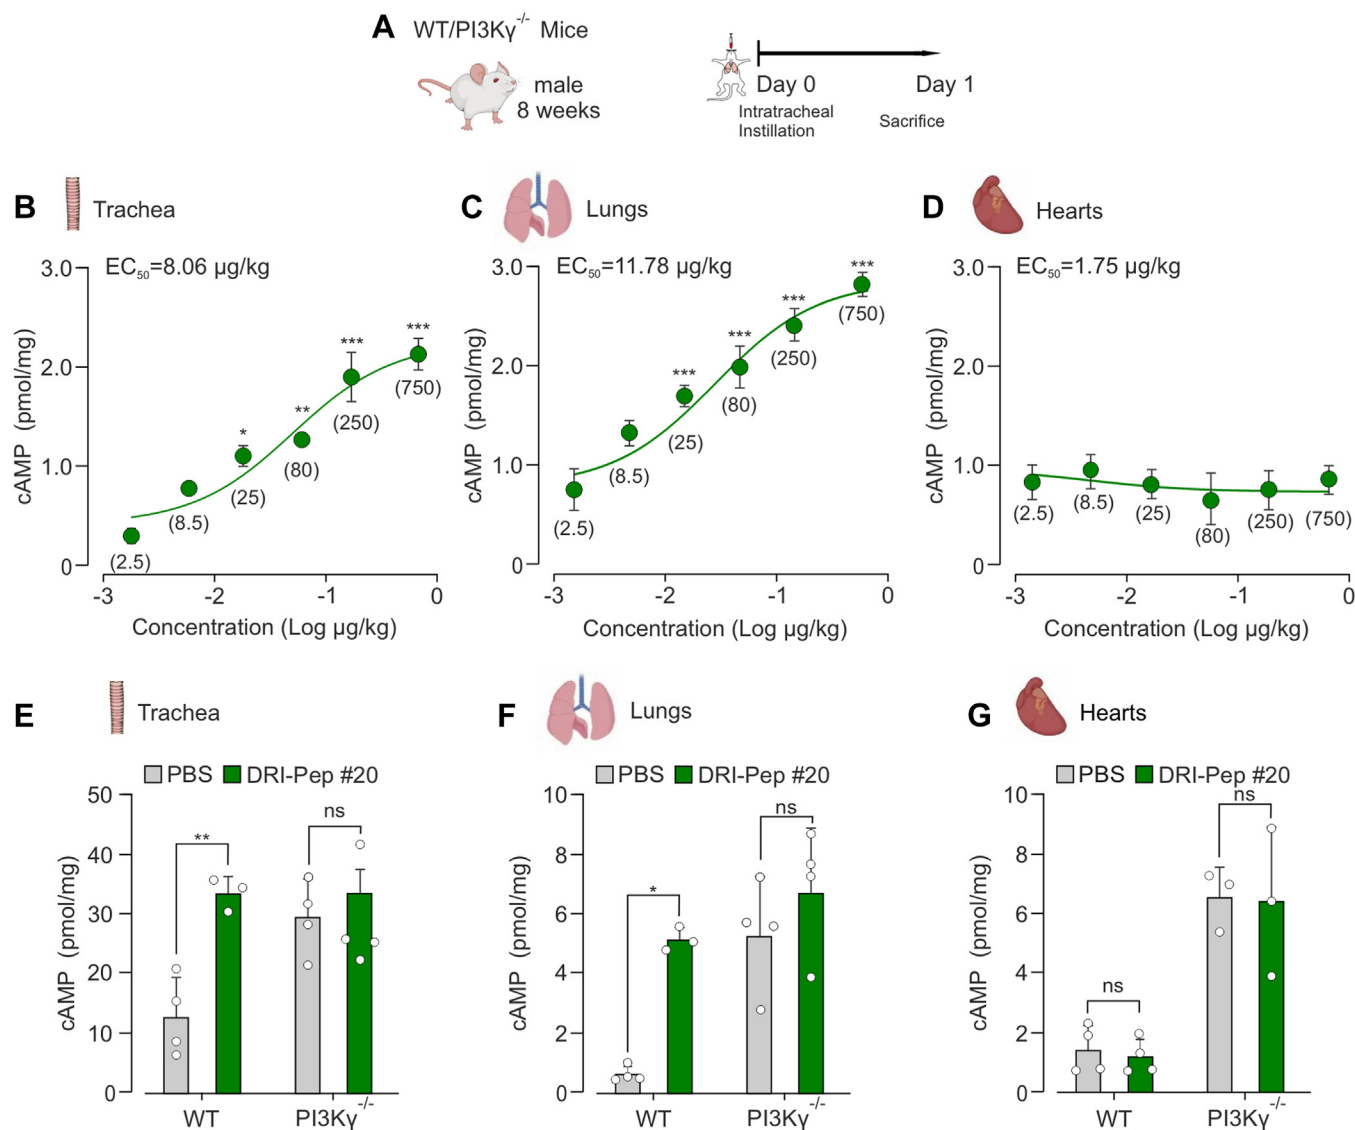 A WT/PI3Kγ-/- Mice
male
8 weeks
Day 0 Day 1
Intratracheal
Instillation
Sacrifice
B Trachea
EC50=8.06 µg/kg
cAMP (pmol/mg)
3.0
2.0
1.0
0
(2.5)
(8.5)
*
(25)
**
(80)
***
(250)
***
(750)
-3 -2 -1 0
Concentration (Log µg/kg)
C Lungs
EC50=11.78 µg/kg
cAMP (pmol/mg)
3.0
2.0
1.0
0
(2.5)
(8.5)
***
(25)
***
(80)
***
(250)
***
(750)
-3 -2 -1 0
Concentration (Log µg/kg)
D Hearts
EC50=1.75 µg/kg
cAMP (pmol/mg)
3.0
2.0
1.0
0
(2.5)
(8.5)
(25)
(80)
(250)
(750)
-3 -2 -1 0
Concentration (Log µg/kg)
E Trachea
PBS DRI-Pep #20
cAMP (pmol/mg)
50
40
30
20
10
0
**
ns
WT PI3Kγ-/-
F Lungs
PBS DRI-Pep #20
cAMP (pmol/mg)
10
8
6
4
2
0
*
ns
WT PI3Kγ-/-
G Hearts
PBS DRI-Pep #20
cAMP (pmol/mg)
10
8
6
4
2
0
ns
ns
WT PI3Kγ-/-